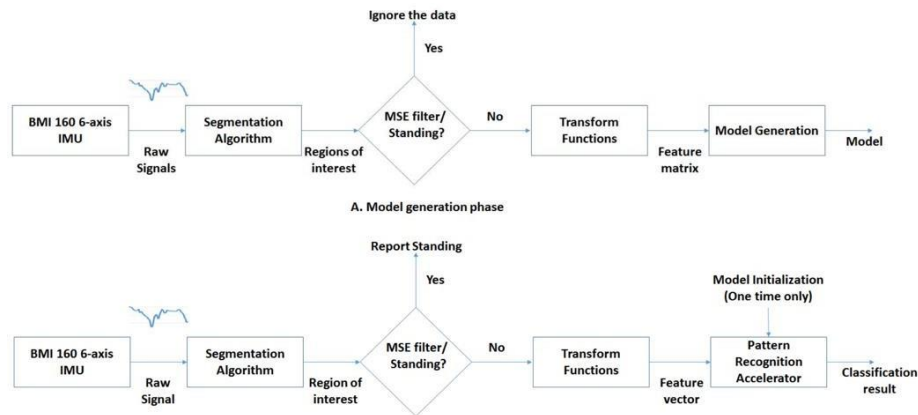 Ignore the data
Yes
BMI 160 6-axis
IMU
Raw
Signals
Segmentation
Algorithm
Regions of
interest
MSE filter/
Standing?
No
Transform
Functions
Feature
matrix
Model Generation
Model
A. Model generation phase
Report Standing
Yes
BMI 160 6-axis
IMU
Raw
Signal
Segmentation
Algorithm
Region of
interest
MSE filter/
Standing?
No
Transform
Functions
Feature
vector
Model Initialization
(One time only)
Pattern
Recognition
Accelerator
Classification
result